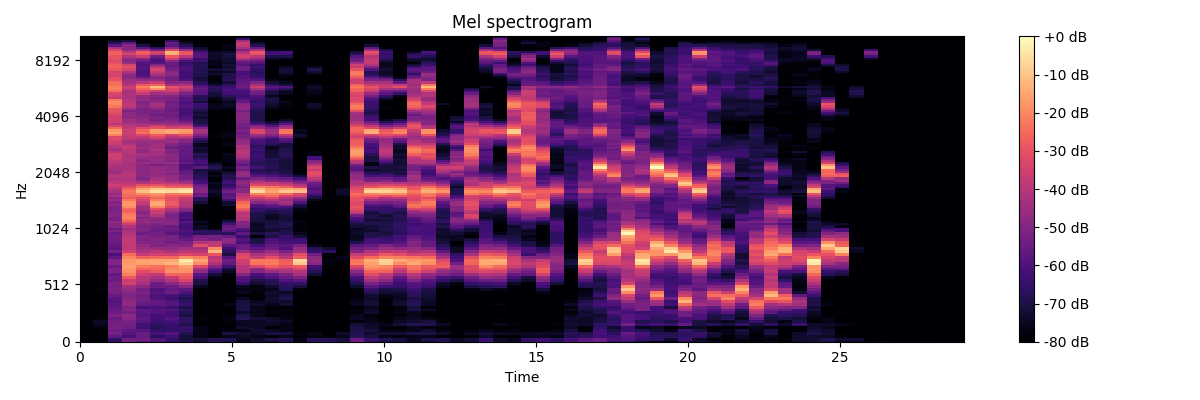 Mel spectrogram
+0 dB
8192
-10 dB
4096
-20 dB
-30 dB
2048
-40 dB
Hz
1024
-50 dB
-60 dB
512
-70 dB
0
-80 dB
0 5 10 15 20 25
Time